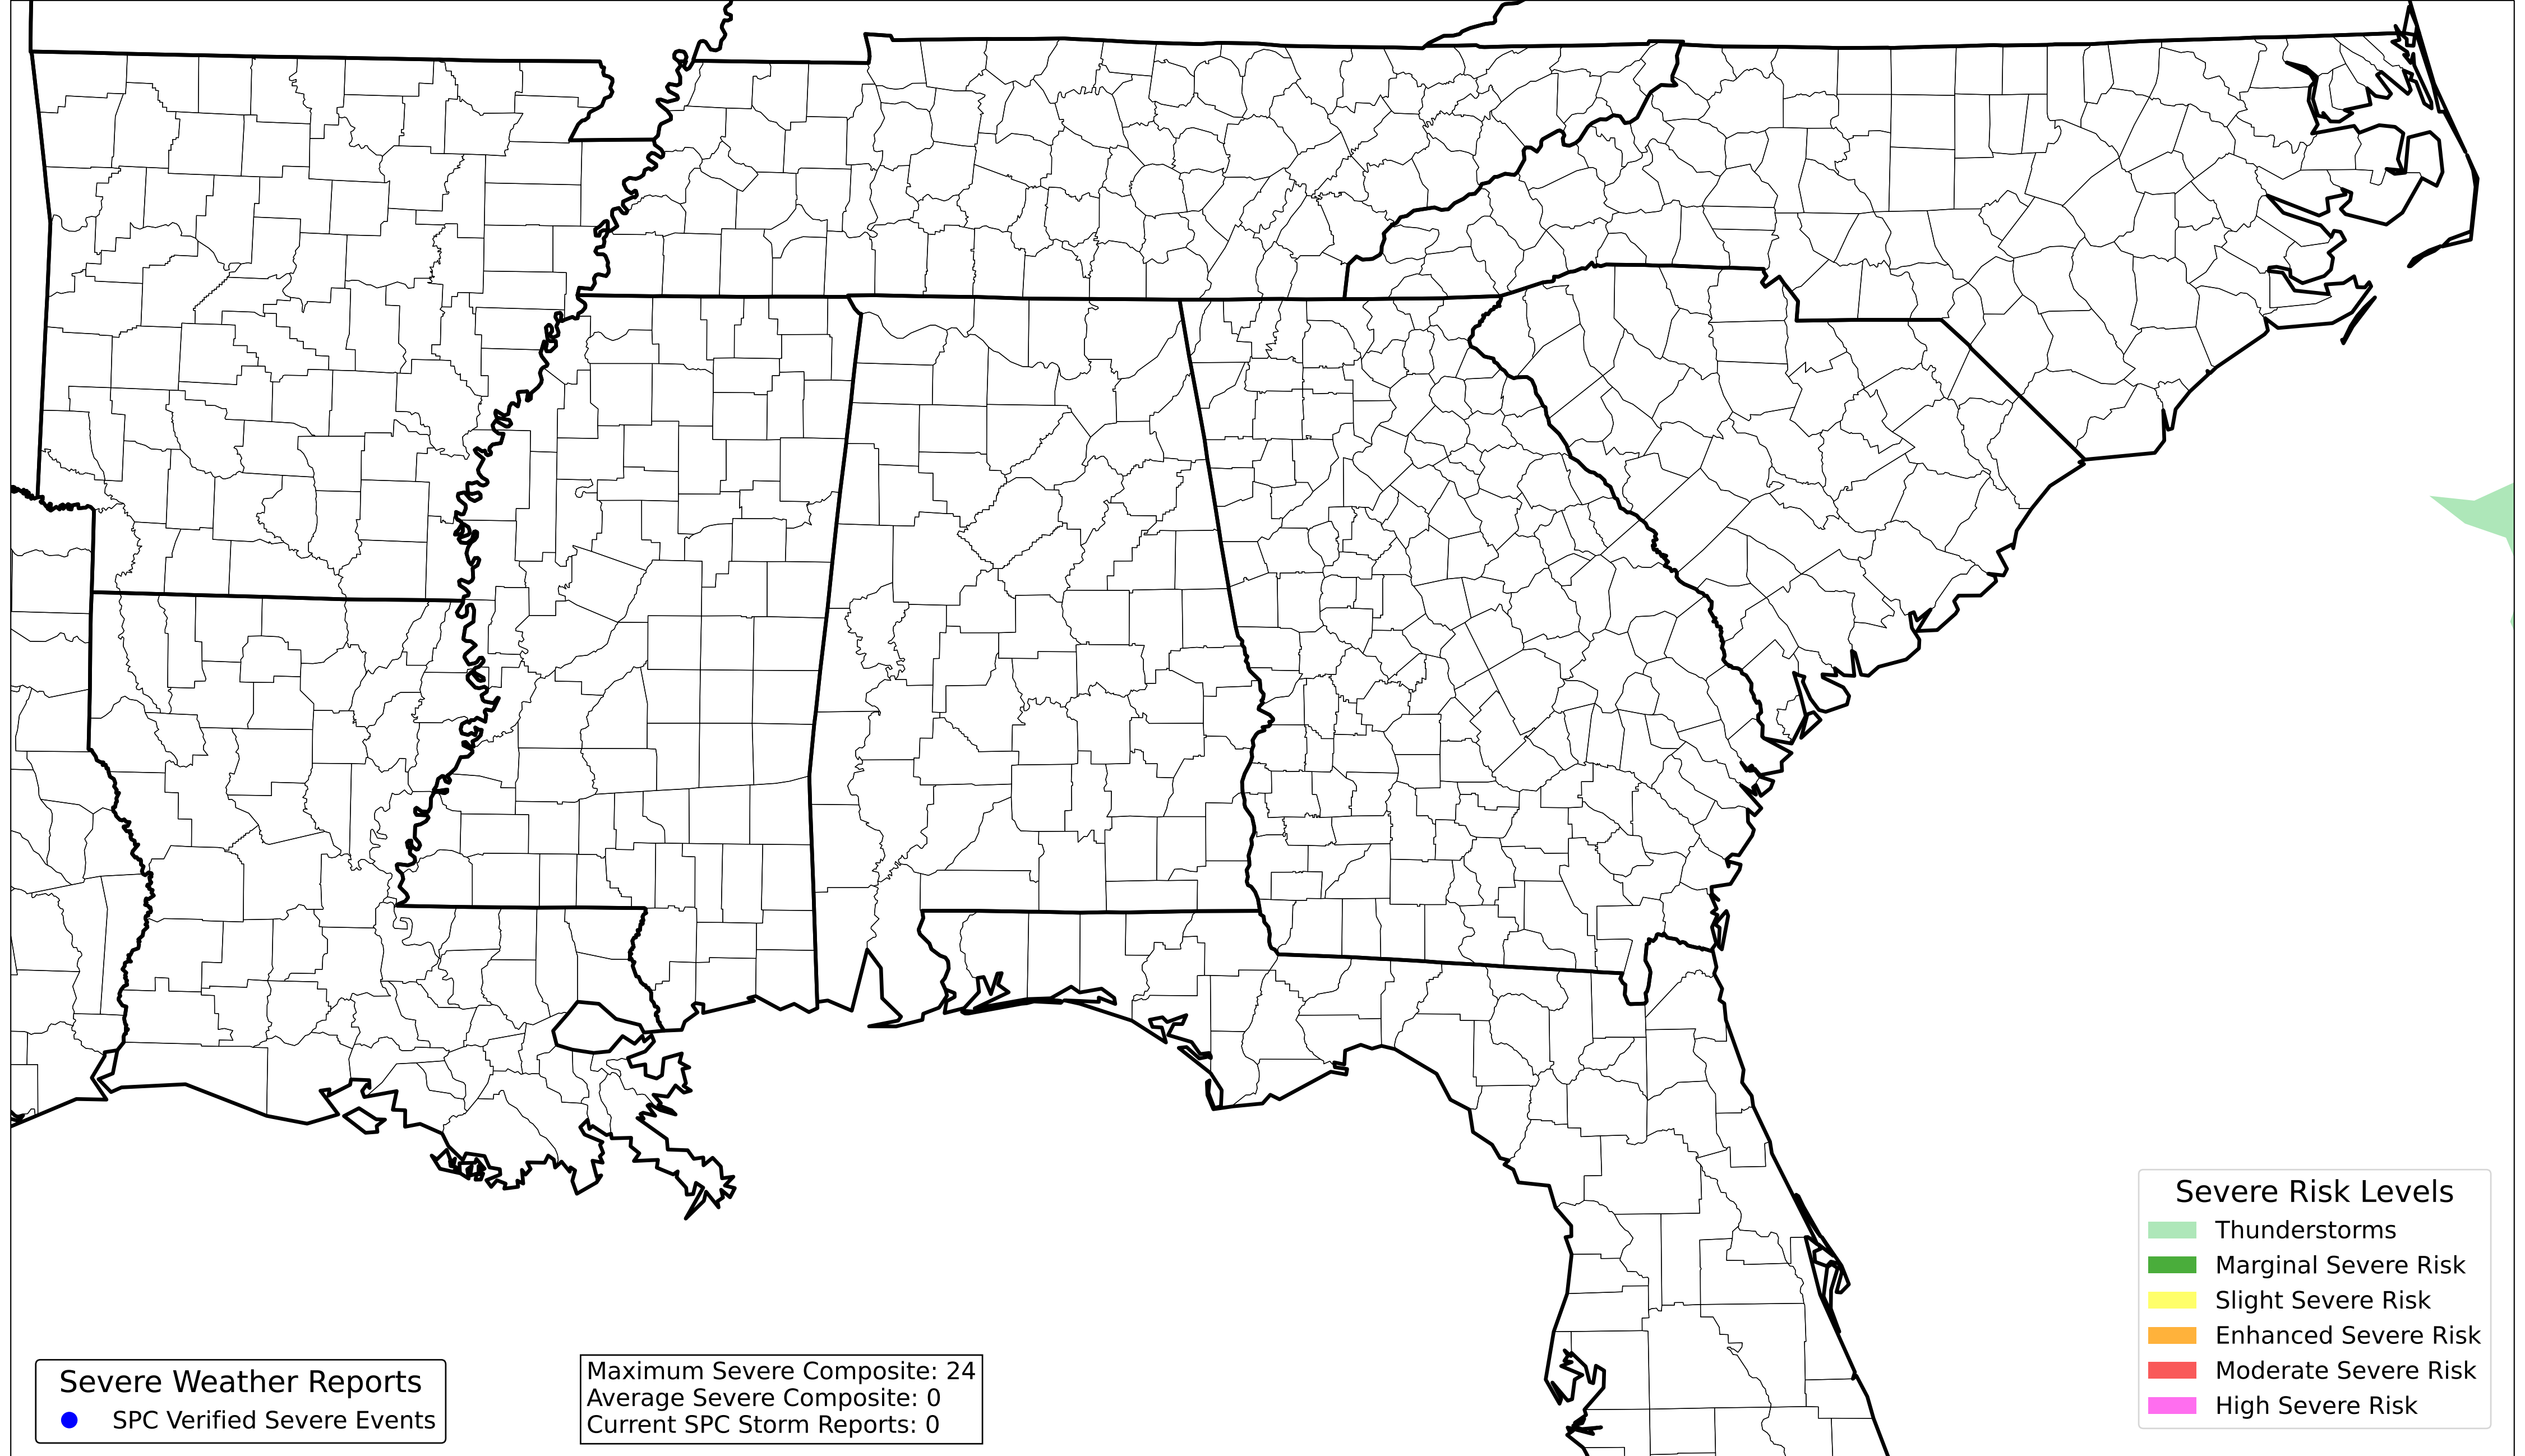 Severe Weather Reports
SPC Verified Severe Events
Maximum Severe Composite: 24
Average Severe Composite: 0
Current SPC Storm Reports: 0
Severe Risk Levels
Thunderstorms
Marginal Severe Risk
Slight Severe Risk
Enhanced Severe Risk
Moderate Severe Risk
High Severe Risk